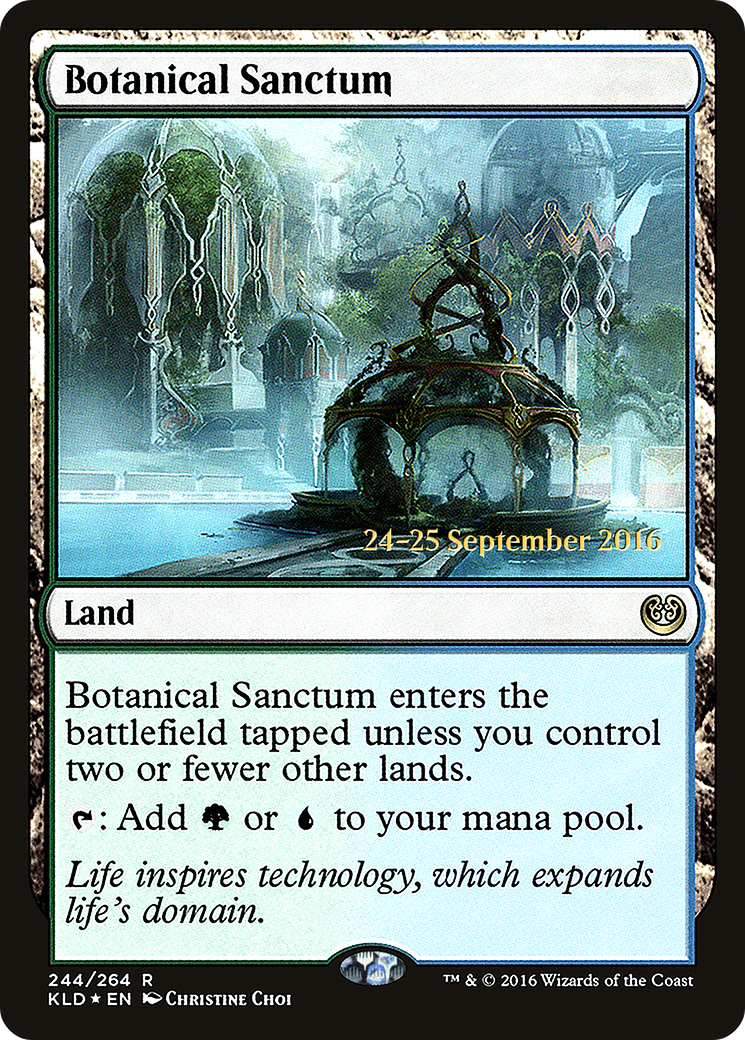 Botanical Sanctum
24–25 September 2016
Land
Botanical Sanctum enters the
battlefield tapped unless you control
two or fewer other lands.
: Add or to your mana pool.
Life inspires technology, which expands
life's domain.
244/264 R
™ & © 2016 Wizards of the Coast
KLD ★ EN Christine Choi